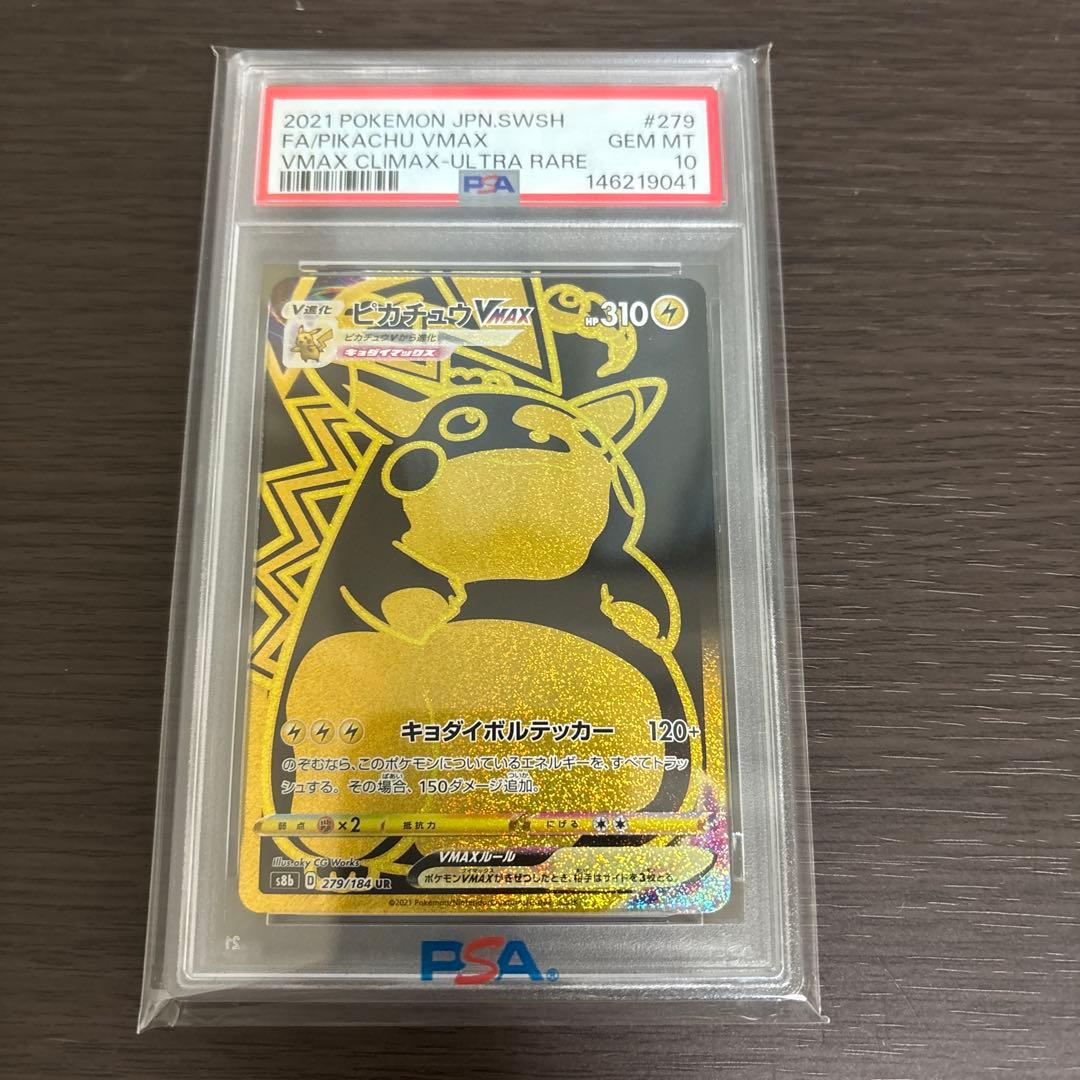 2021 POKEMON JPN.SWSH #279
FA/PIKACHU VMAX GEM MT
VMAX CLIMAX-ULTRA RARE 10
PSA 146219041
V進化 ピカチュウVMAX HP310
ピカチュウVから進化
キョダイマックス
キョダイボルテッカー 120+
のぞむなら、このポケモンについているエネルギーを、すべてトラッ
シュする。その場合、150ダメージ追加。
弱点 ×2 抵抗力 にげる
Illus.aky CG Works VMAXルール
s8b D 279/184 UR ポケモンVMAXがきぜつしたとき、相手はサイドを3枚とる。
©2021 Pokémon/Nintendo
21
PSA®